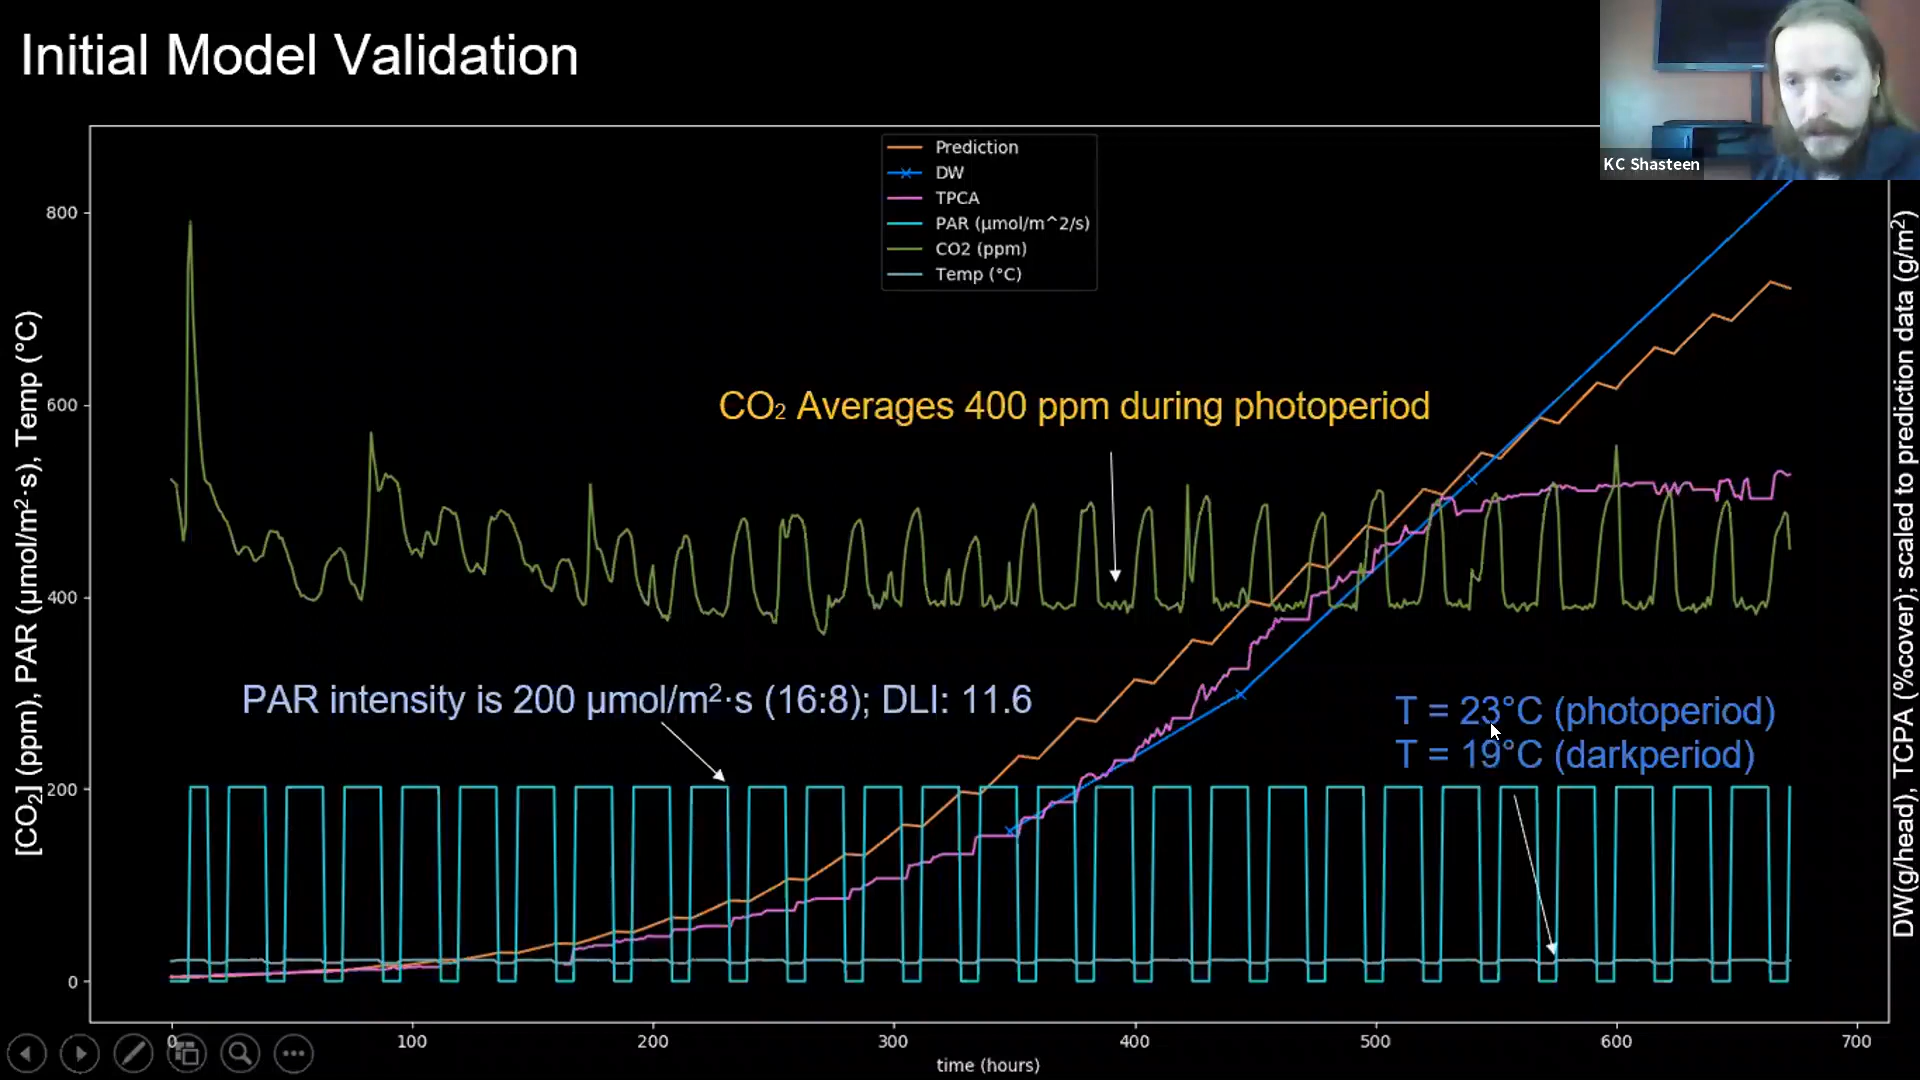 Initial Model Validation
KC Shasteen
Prediction
DW
TPCA
PAR (µmol/m^2/s)
CO2 (ppm)
Temp (°C)
800
600
400
200
0
[CO2] (ppm), PAR (µmol/m²·s), Temp (°C)
CO2 Averages 400 ppm during photoperiod
PAR intensity is 200 µmol/m²·s (16:8); DLI: 11.6
T = 23°C (photoperiod)
T = 19°C (darkperiod)
DW(g/head), TCPA (%cover); scaled to prediction data (g/m²)
0 100 200 300 400 500 600 700
time (hours)